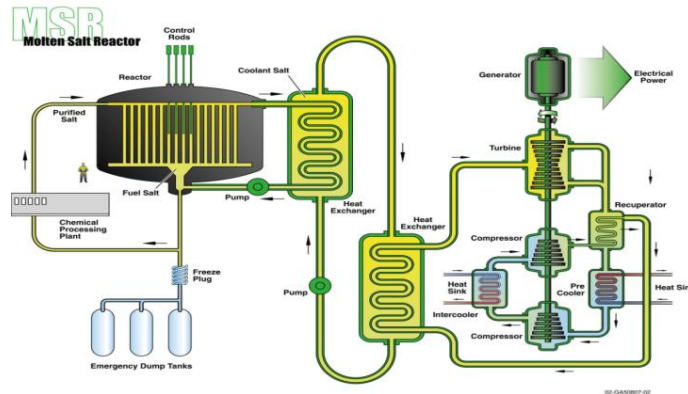 MSR
Molten Salt Reactor
Control
Rods
Reactor
Coolant Salt
Purified
Salt
Fuel Salt
Pump
Heat
Exchanger
Chemical
Processing
Plant
Freeze
Plug
Emergency Dump Tanks
Pump
Heat
Exchanger
Generator
Electrical
Power
Turbine
Recuperator
Compressor
Heat
Sink
Intercooler
Pre
Cooler
Heat Sin
Compressor
02-GA50807-02